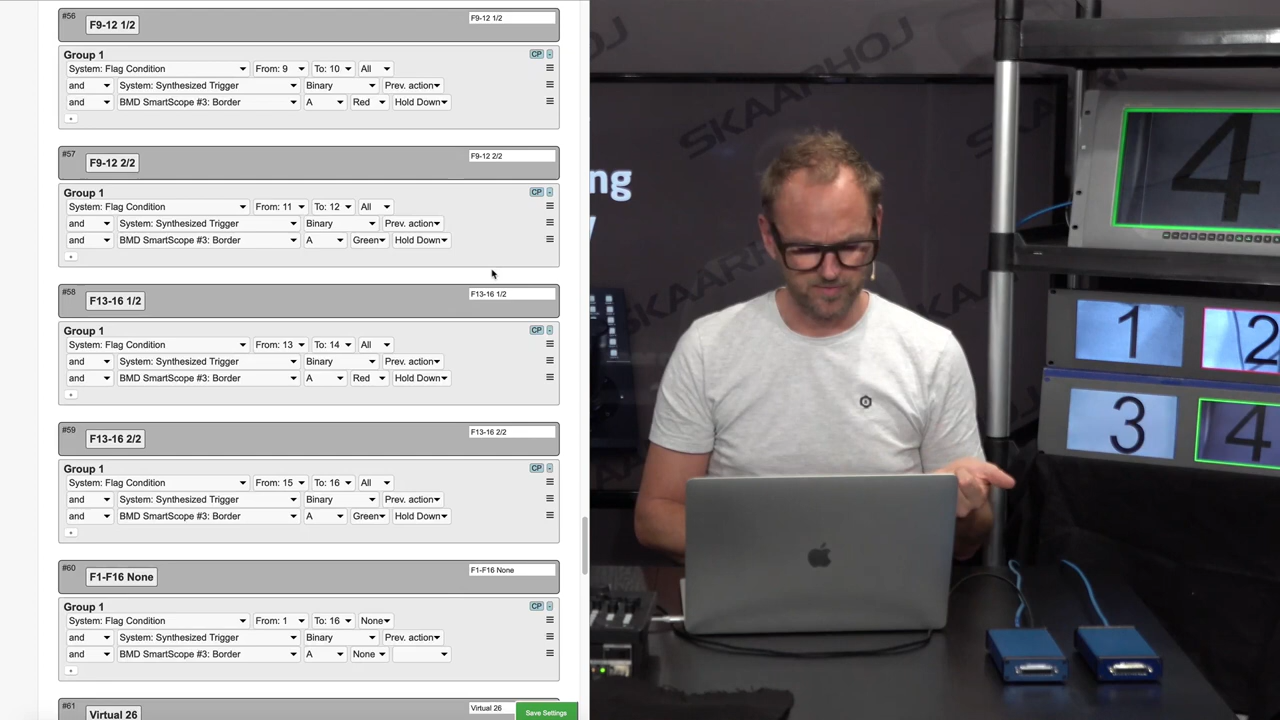 #56
F9-12 1/2
F9-12 1/2
Group 1
CP -
System: Flag Condition From: 9 To: 10 All
and System: Synthesized Trigger Binary Prev. action
and BMD SmartScope #3: Border A Red Hold Down
+
#57
F9-12 2/2
F9-12 2/2
Group 1
CP -
System: Flag Condition From: 11 To: 12 All
and System: Synthesized Trigger Binary Prev. action
and BMD SmartScope #3: Border A Green Hold Down
+
#58
F13-16 1/2
F13-16 1/2
Group 1
CP -
System: Flag Condition From: 13 To: 14 All
and System: Synthesized Trigger Binary Prev. action
and BMD SmartScope #3: Border A Red Hold Down
+
#59
F13-16 2/2
F13-16 2/2
Group 1
CP -
System: Flag Condition From: 15 To: 16 All
and System: Synthesized Trigger Binary Prev. action
and BMD SmartScope #3: Border A Green Hold Down
+
#60
F1-F16 None
F1-F16 None
Group 1
CP -
System: Flag Condition From: 1 To: 16 None
and System: Synthesized Trigger Binary Prev. action
and BMD SmartScope #3: Border A None
+
#61
Virtual 26
Virtual 26
Save Settings
SKAARHOJ
SKAARHOJ
ng
4
1
2
3
4